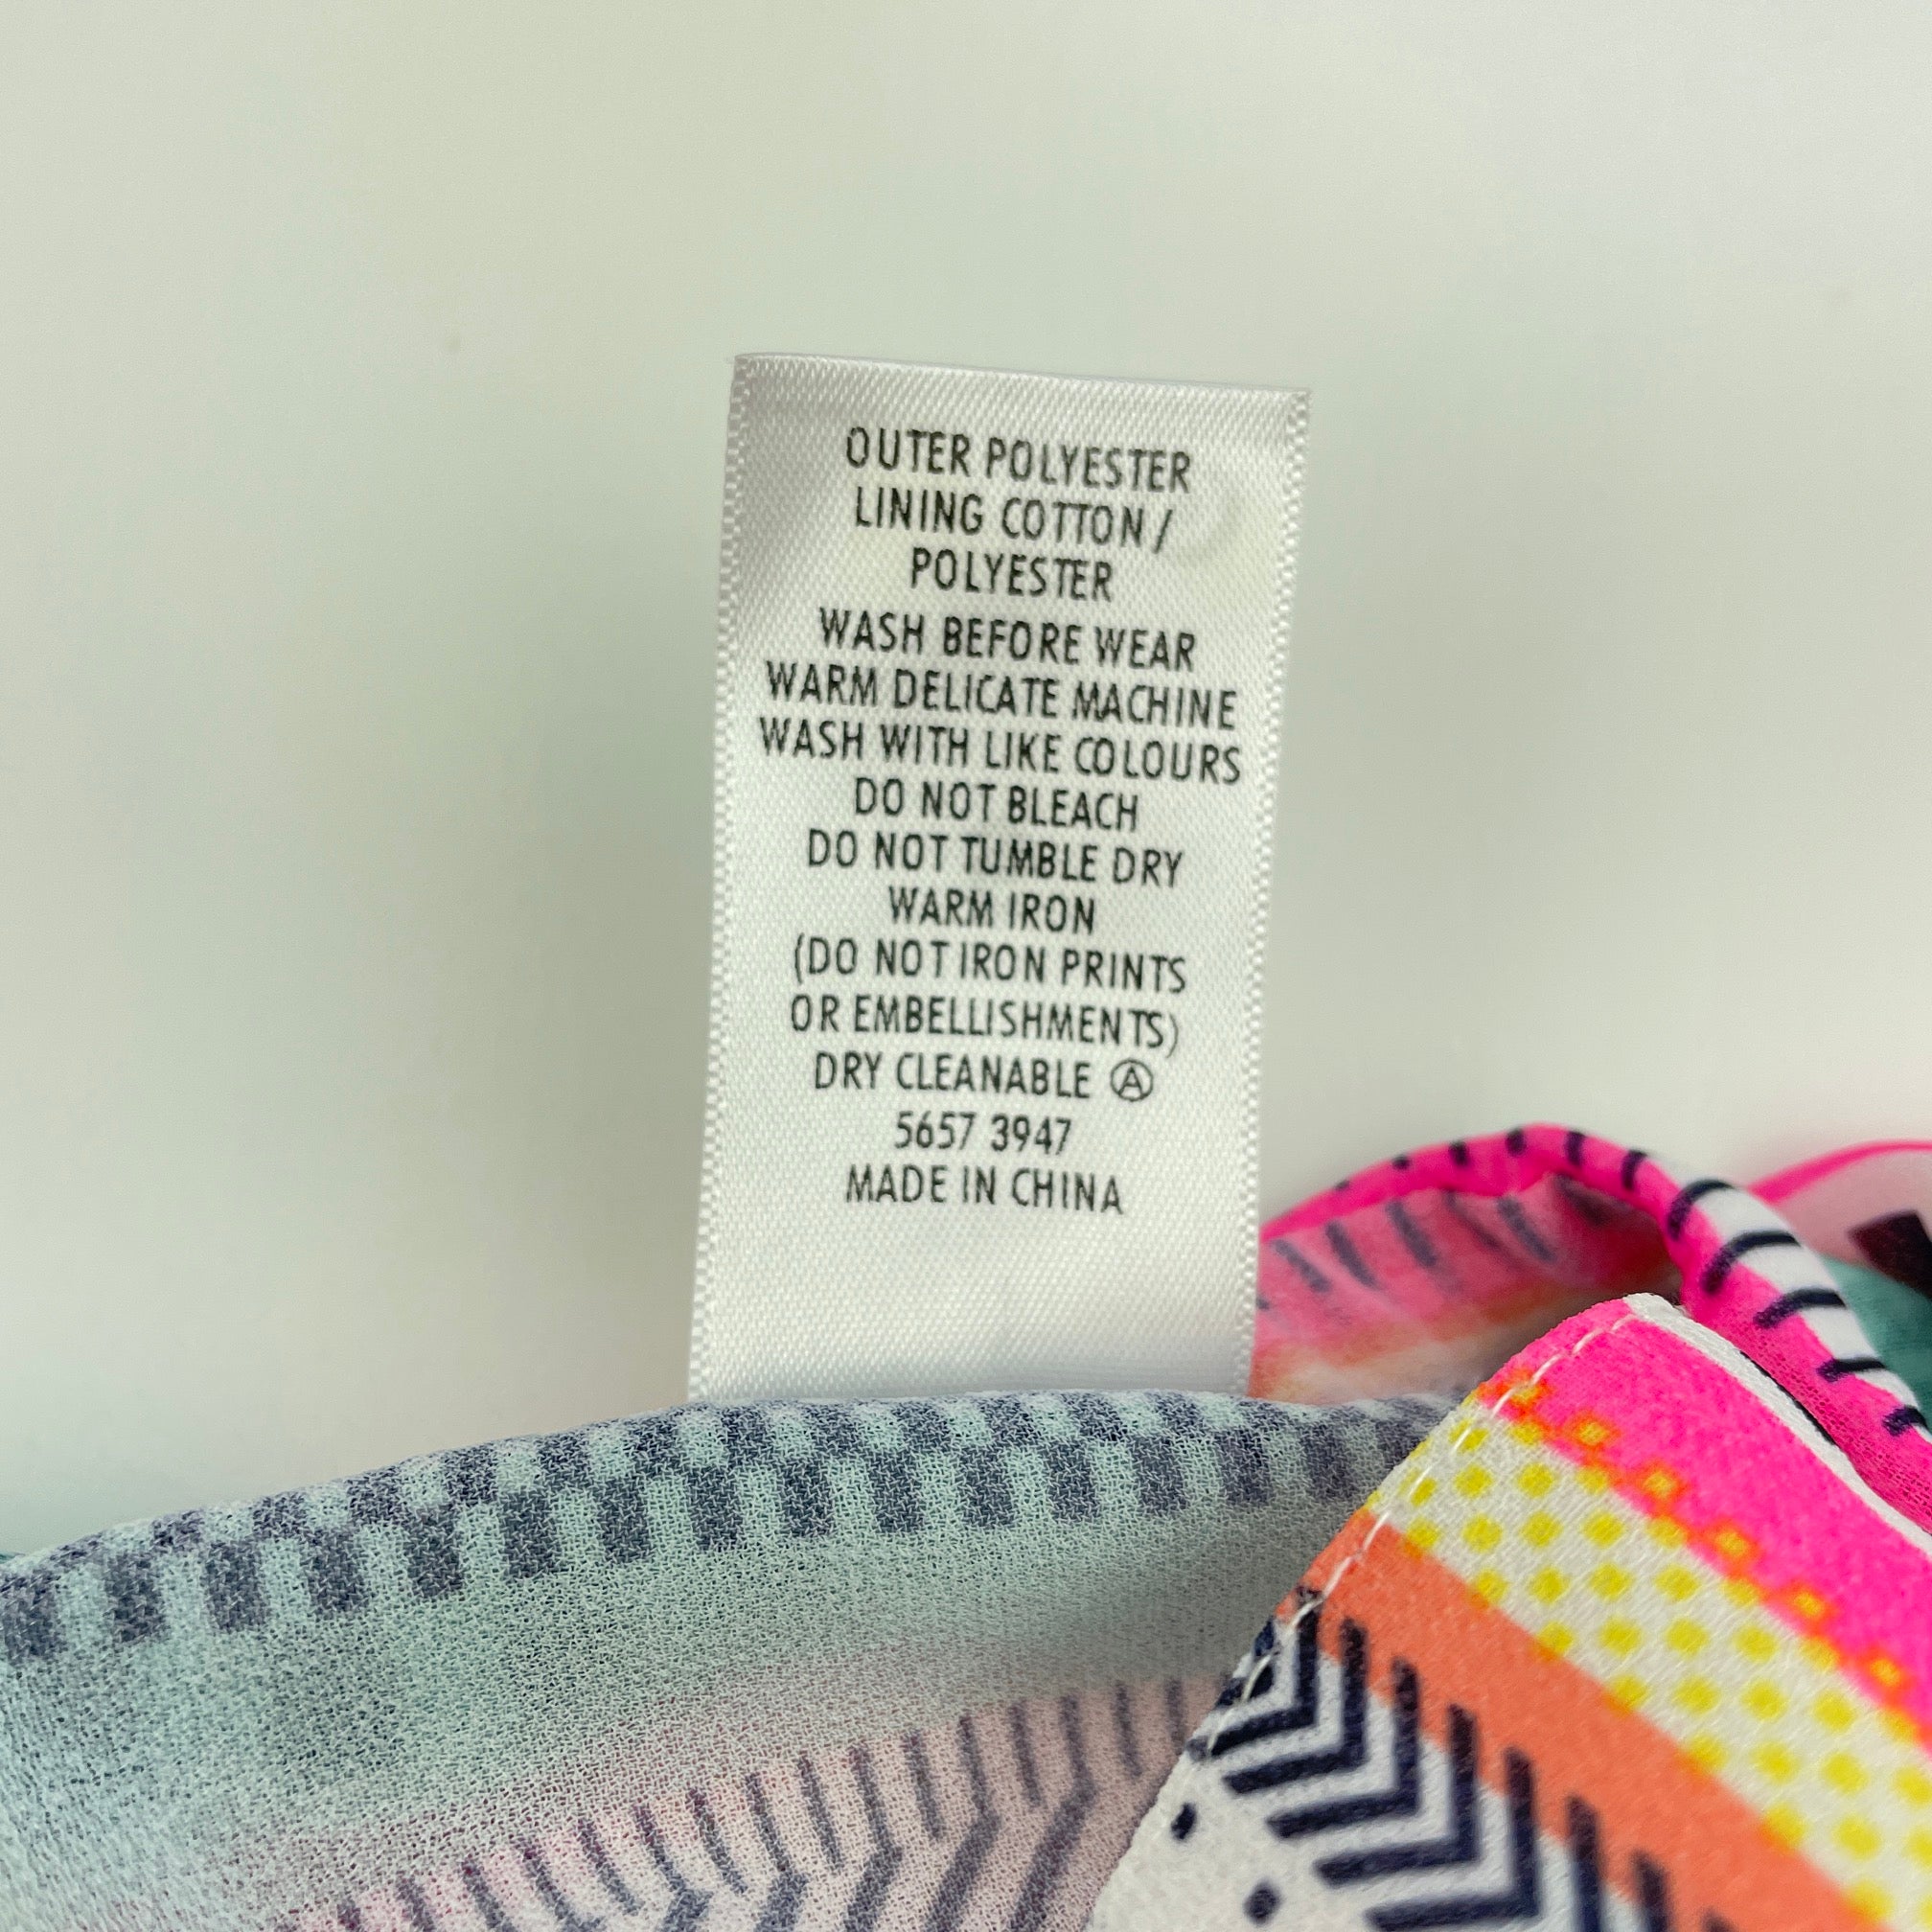 OUTER POLYESTER
LINING COTTON /
POLYESTER
WASH BEFORE WEAR
WARM DELICATE MACHINE
WASH WITH LIKE COLOURS
DO NOT BLEACH
DO NOT TUMBLE DRY
WARM IRON
(DO NOT IRON PRINTS
OR EMBELLISHMENTS)
DRY CLEANABLE Ⓐ
5657 3947
MADE IN CHINA